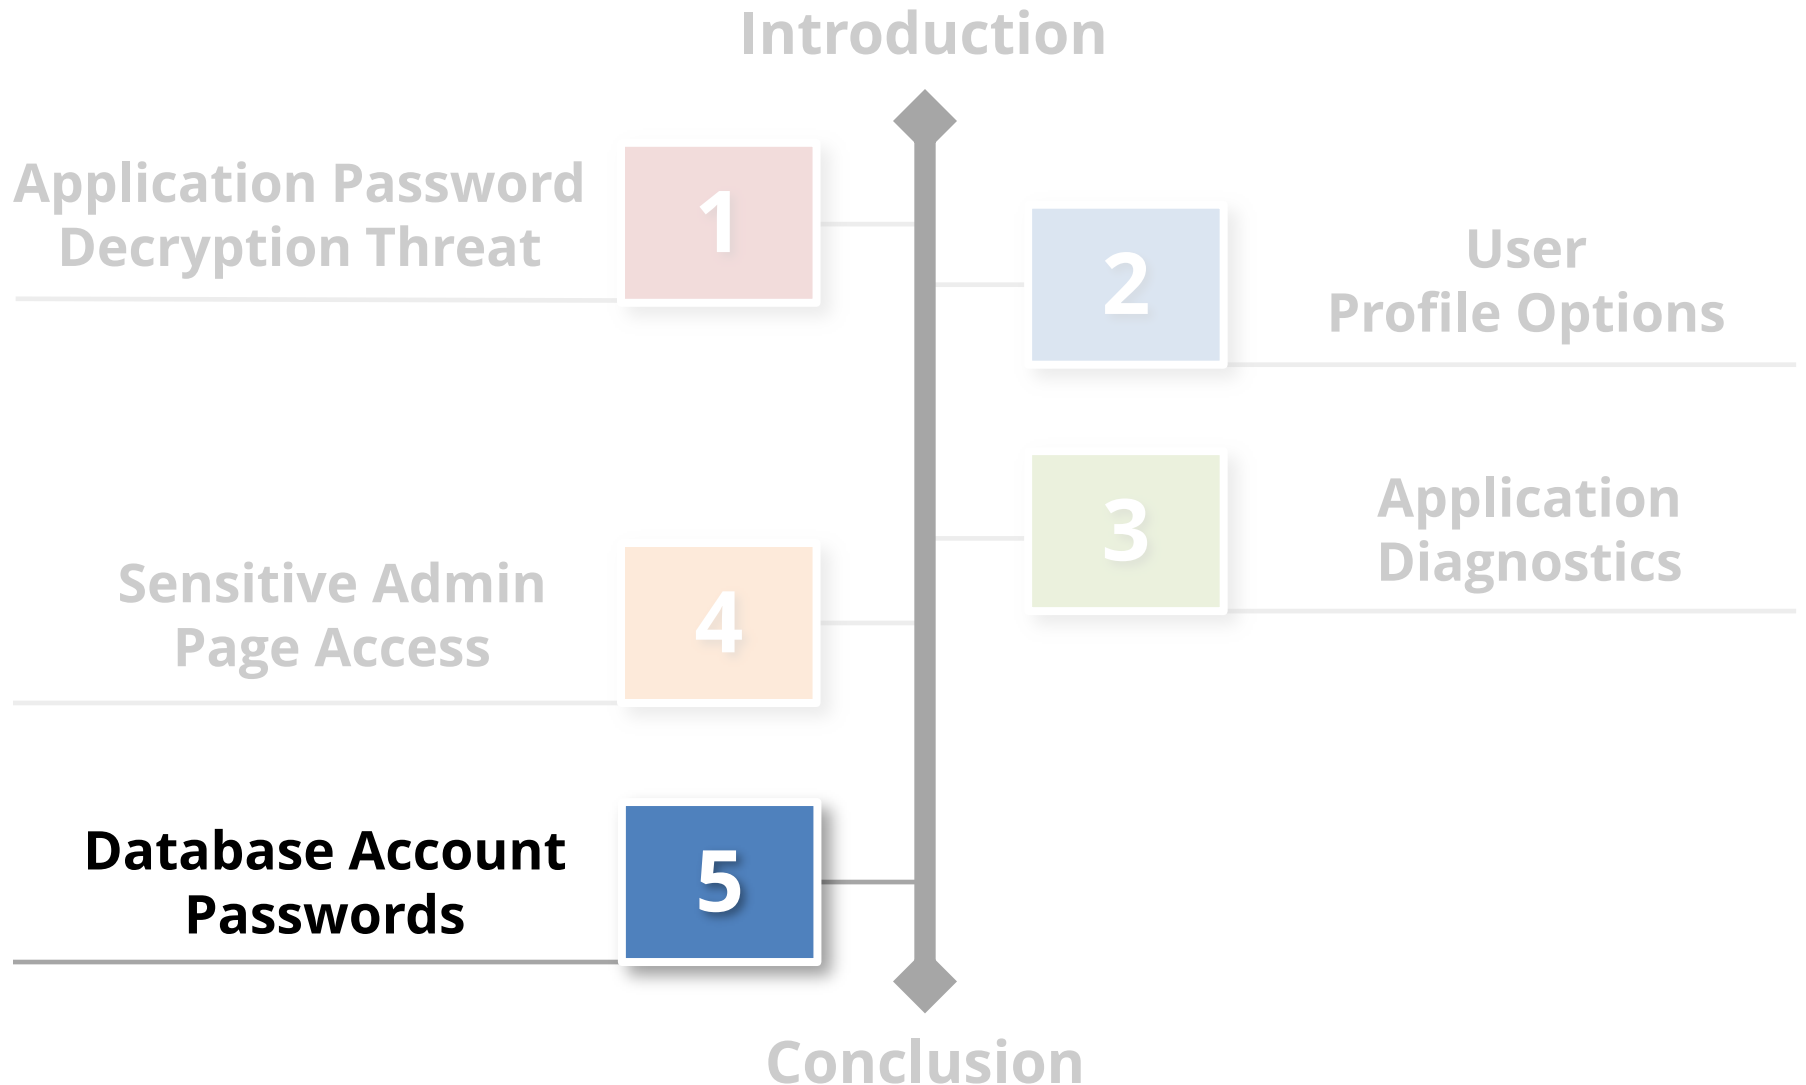 Introduction
Application Password
Decryption Threat
1
2
User
Profile Options
3
Application
Diagnostics
Sensitive Admin
Page Access
4
Database Account
Passwords
5
Conclusion